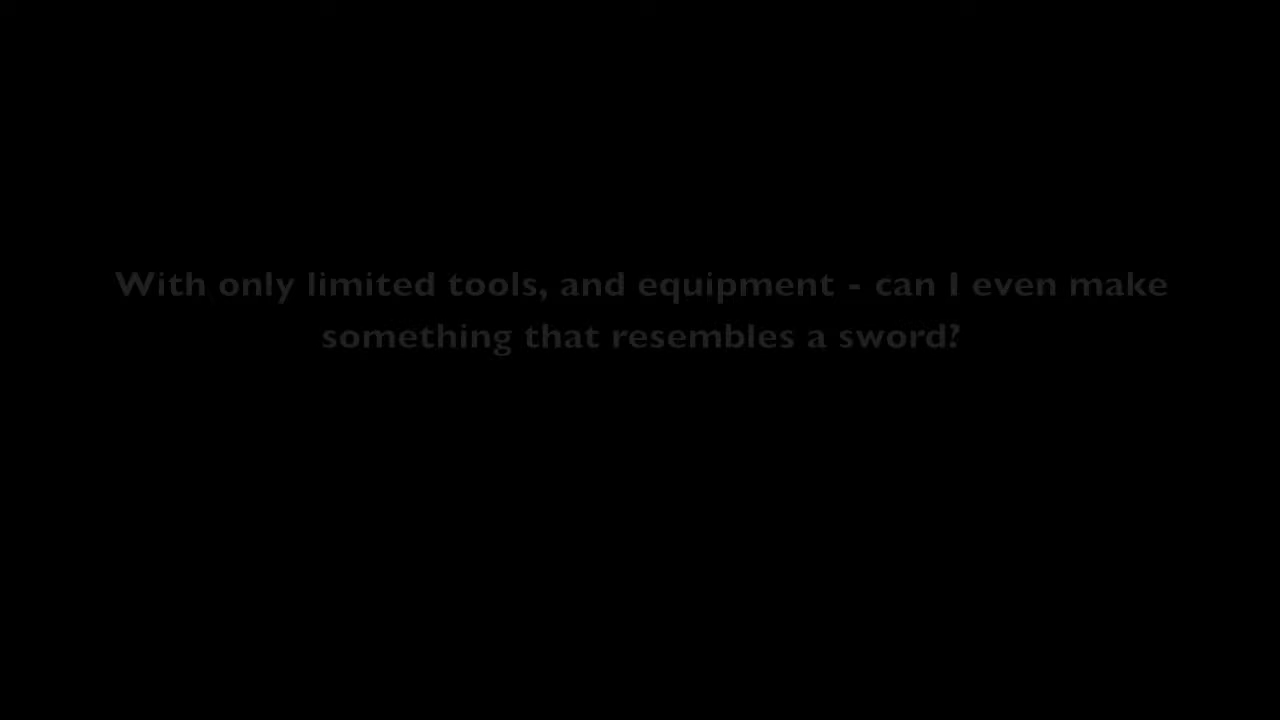 With only limited tools, and equipment - can I even make
something that resembles a sword?